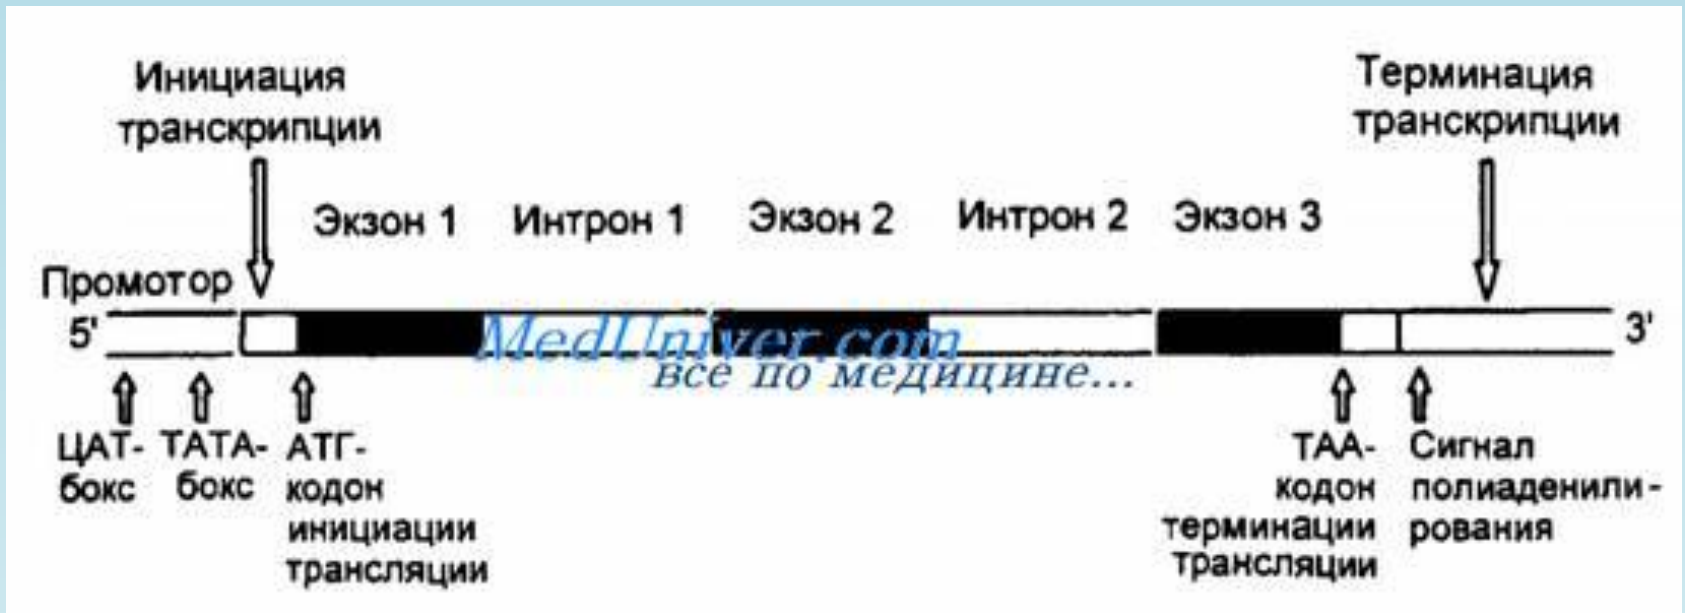 Инициация
транскрипции
Терминация
транскрипции
Экзон 1 Интрон 1 Экзон 2 Интрон 2 Экзон 3
Промотор
5' 3'
MedUniver.com
все по медицине...
ЦАТ-
бокс
ТАТА-
бокс
АТГ-
кодон
инициации
трансляции
ТАА-
кодон
терминации
трансляции
Сигнал
полиаденили-
рования